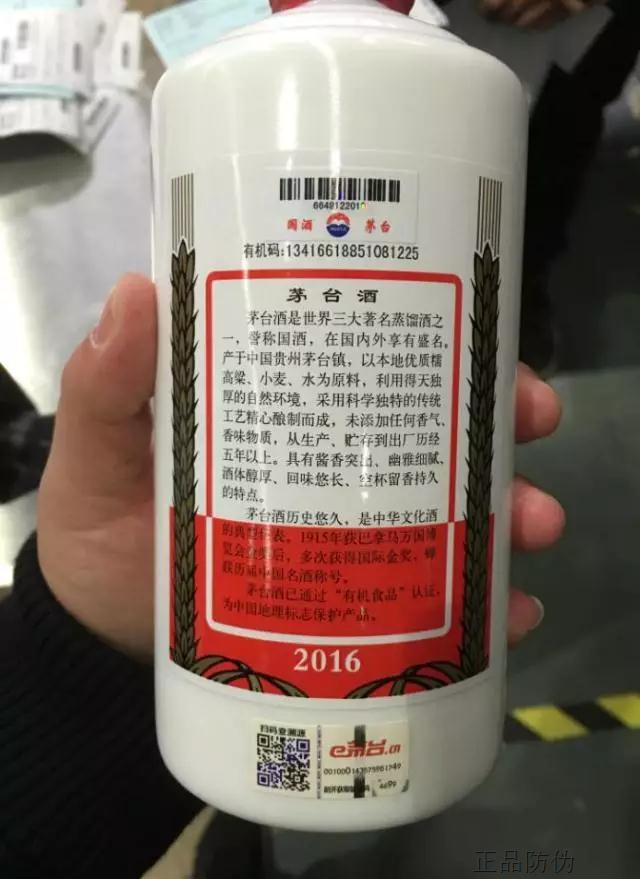 国酒 茅台
有机码:13416618851081225
茅 台 酒
茅台酒是世界三大著名蒸馏酒之
一，誉称国酒，在国内外享有盛名。
产于中国贵州茅台镇，以本地优质糯
高粱、小麦、水为原料，利用得天独
厚的自然环境，采用科学独特的传统
工艺精心酿制而成，未添加任何香气、
香味物质，从生产、贮存到出厂历经
五年以上。具有酱香突出、幽雅细腻、
酒体醇厚、回味悠长、空杯留香持久
的特点。
茅台酒历史悠久，是中华文化酒
的典型代表。1915年获巴拿马万国博
览会金奖后，多次获得国际金奖，蝉
联历届中国名酒称号。
茅台酒已通过“有机食品”认证，
为中国地理标志保护产品。
2016
扫码查溯源
e茅台.cn
4699
正品防伪